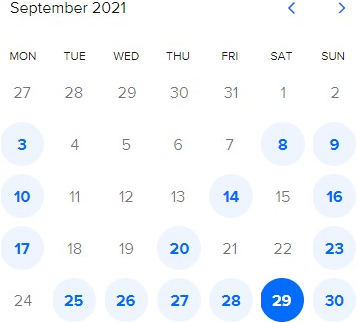 September 2021
MON TUE WED THU FRI SAT SUN
27 28 29 30 31 1 2
3 4 5 6 7 8 9
10 11 12 13 14 15 16
17 18 19 20 21 22 23
24 25 26 27 28 29 30